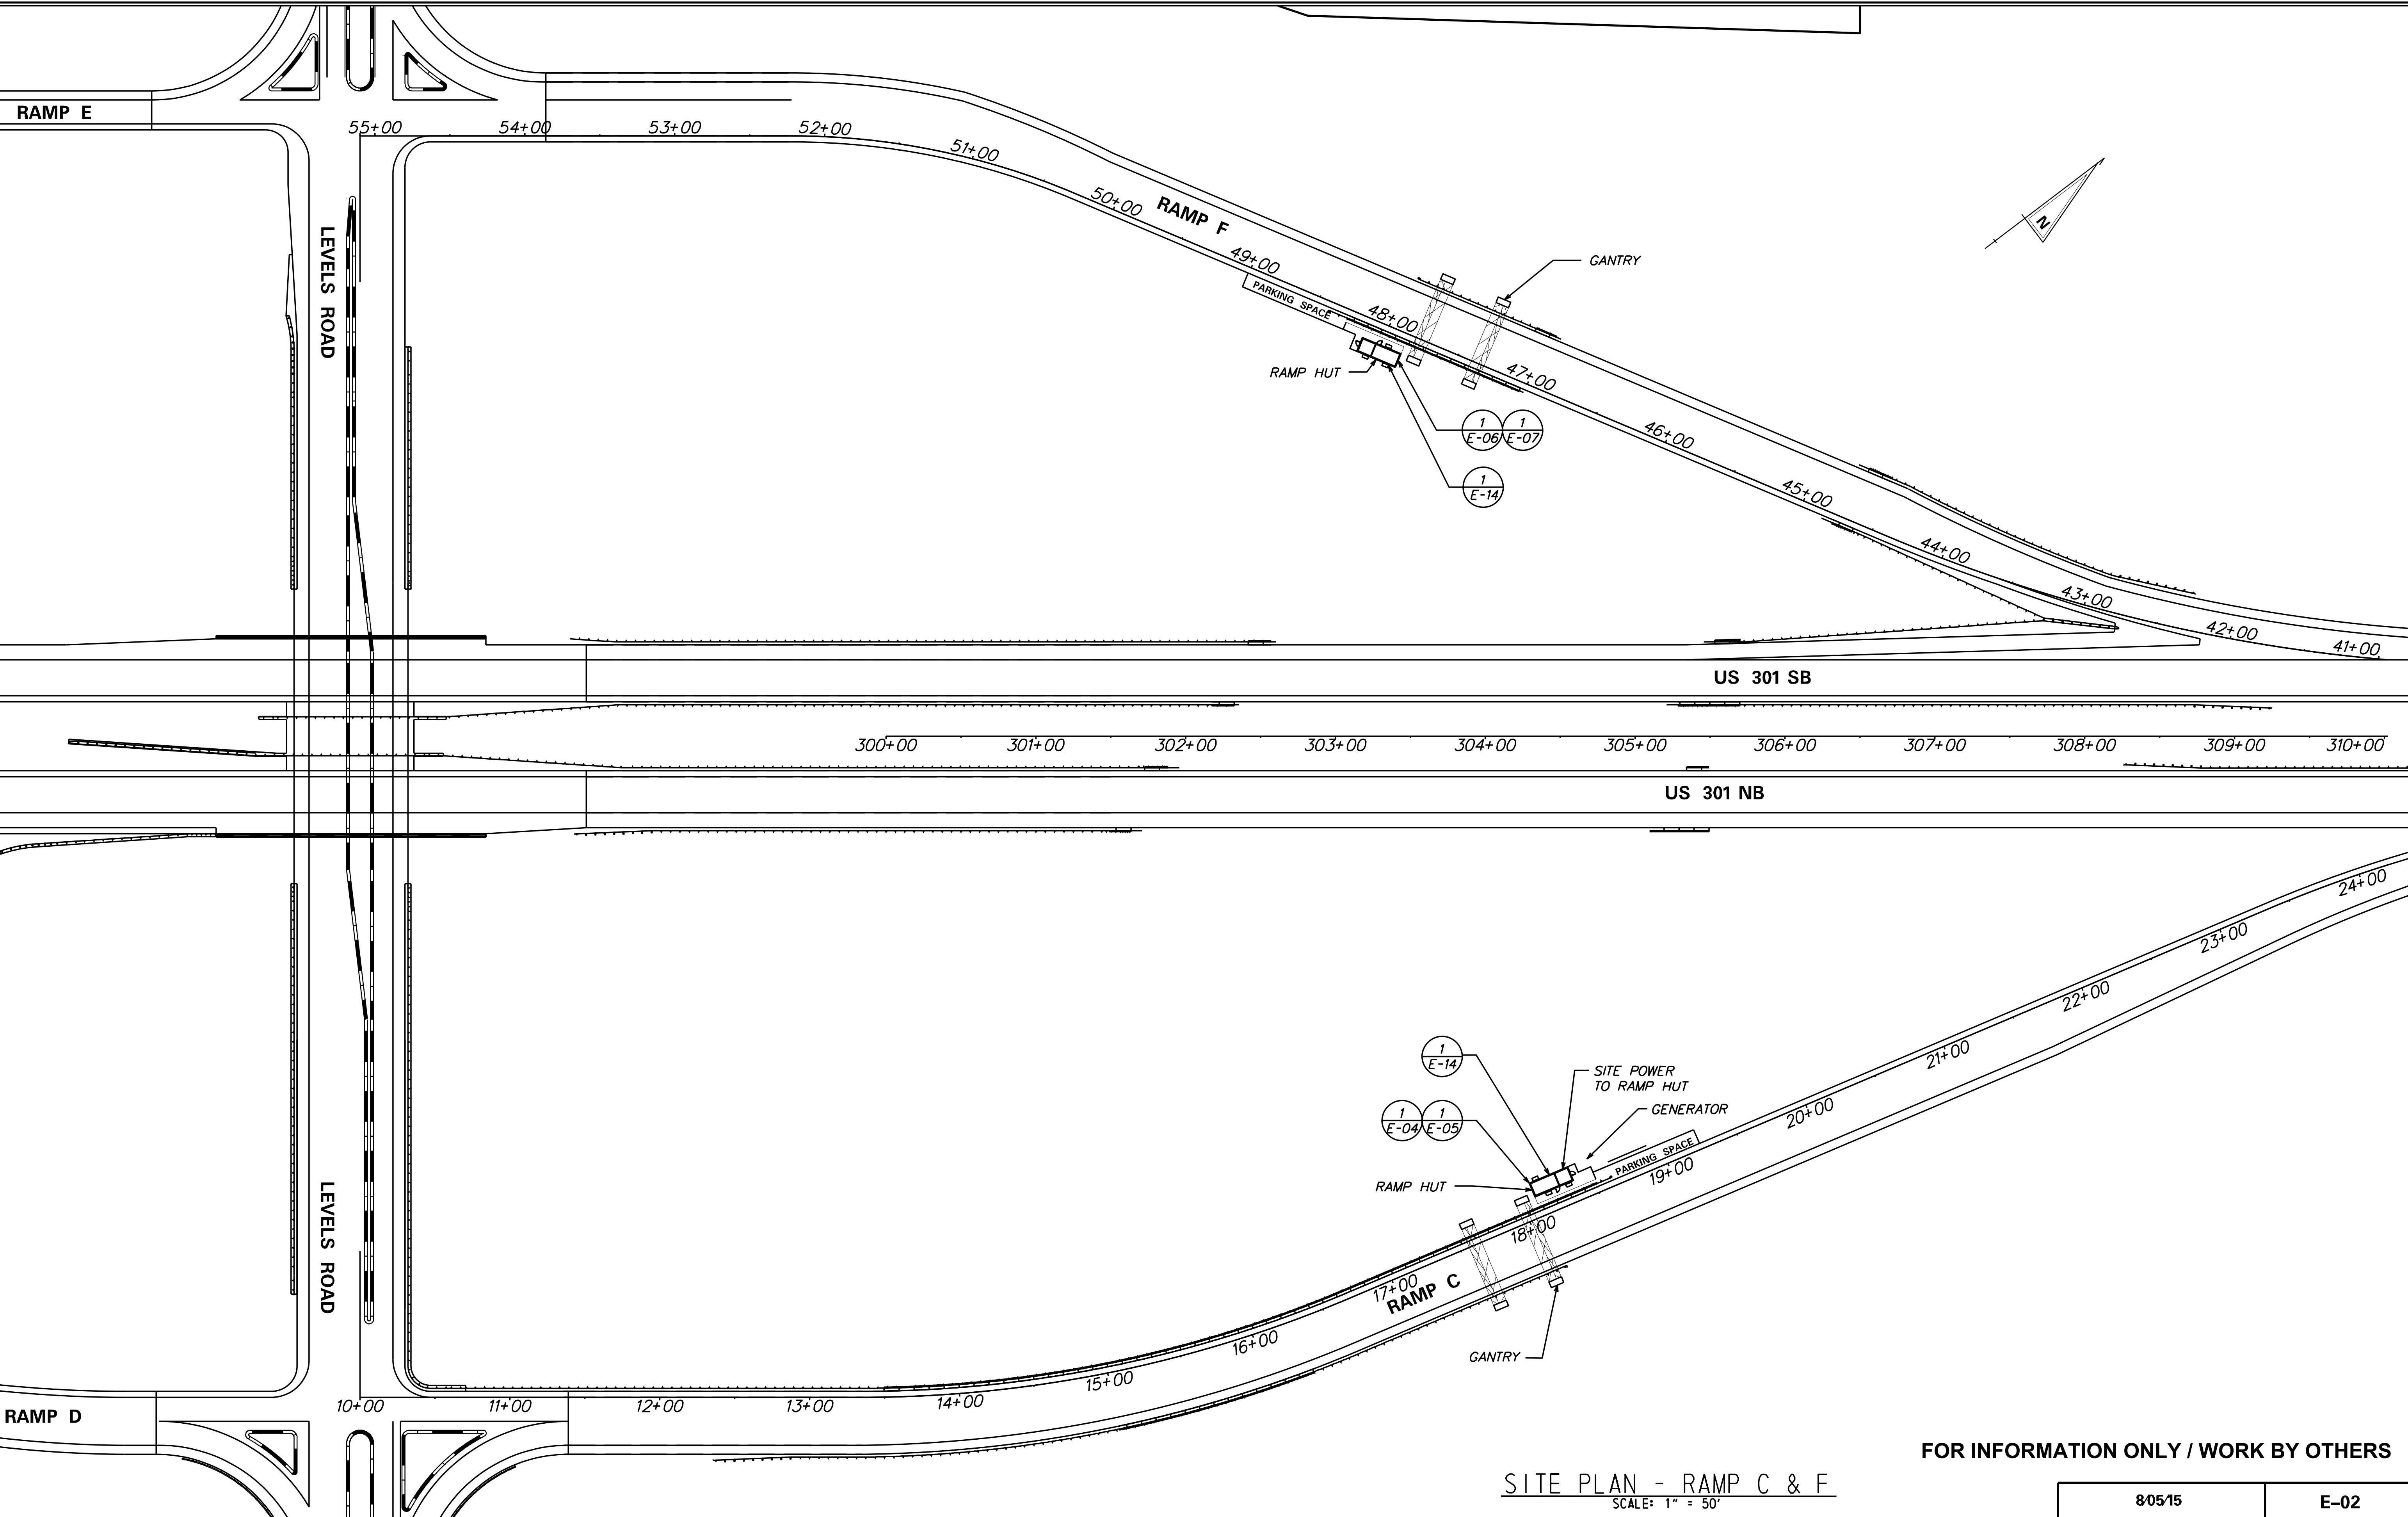 RAMP E
55+00
54+00
53+00
52+00
51+00
50+00
RAMP F
LEVELS ROAD
49+00
PARKING SPACE
48+00
GANTRY
N
RAMP HUT
47+00
1
E-06
1
E-07
46+00
1
E-14
45+00
44+00
43+00
42+00
41+00
US 301 SB
300+00
301+00
302+00
303+00
304+00
305+00
306+00
307+00
308+00
309+00
310+00
US 301 NB
24+00
23+00
22+00
21+00
20+00
1
E-14
SITE POWER
TO RAMP HUT
GENERATOR
1
E-04
1
E-05
PARKING SPACE
19+00
RAMP HUT
18+00
LEVELS ROAD
17+00
RAMP C
16+00
GANTRY
15+00
14+00
13+00
12+00
11+00
10+00
RAMP D
FOR INFORMATION ONLY / WORK BY OTHERS
SITE PLAN - RAMP C & F
SCALE: 1" = 50'
8/05/15
E-02